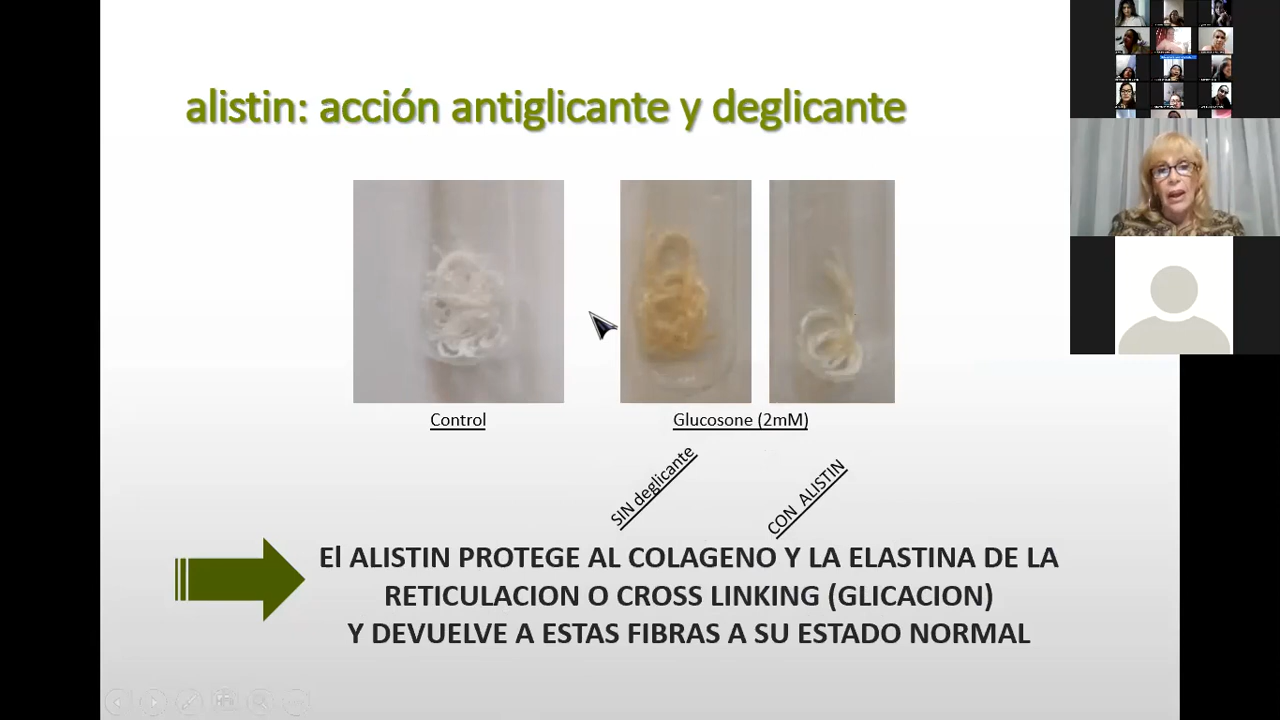 alistin: acción antiglicante y deglicante
Control
Glucosone (2mM)
SIN deglicante
CON ALISTIN
El ALISTIN PROTEGE AL COLAGENO Y LA ELASTINA DE LA
RETICULACION O CROSS LINKING (GLICACION)
Y DEVUELVE A ESTAS FIBRAS A SU ESTADO NORMAL